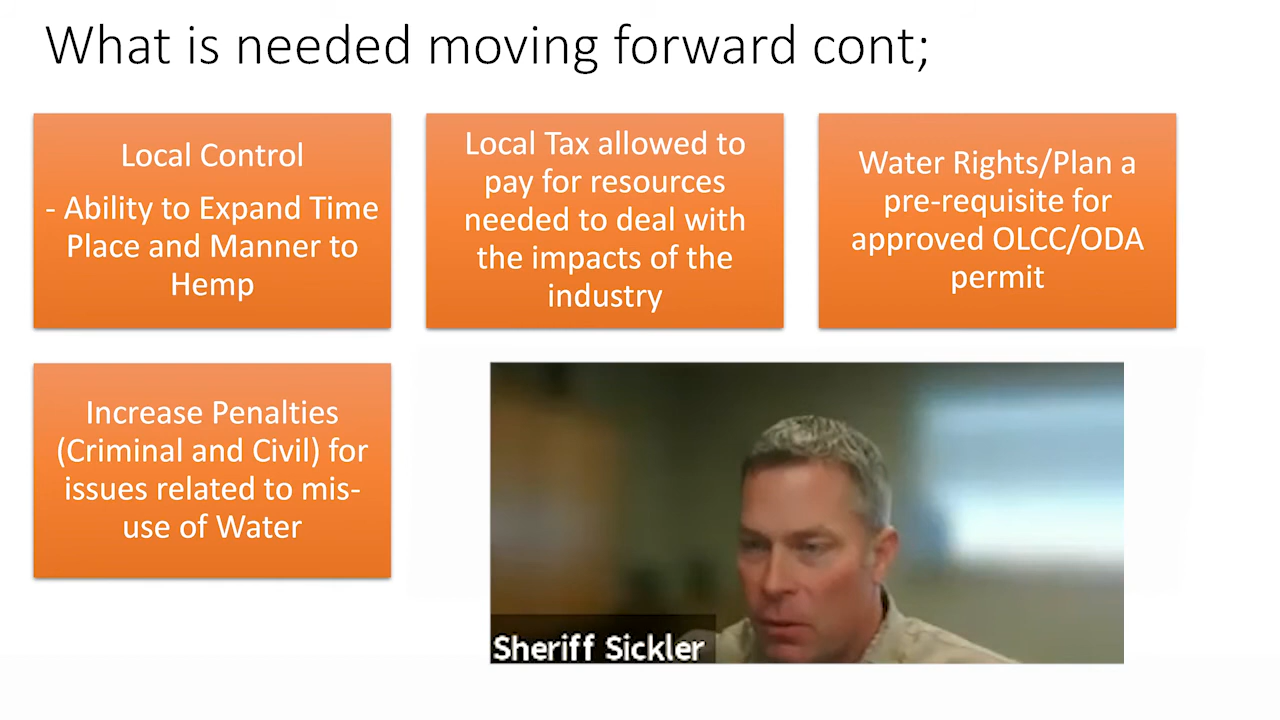 What is needed moving forward cont;
Local Control
- Ability to Expand Time
Place and Manner to
Hemp
Local Tax allowed to
pay for resources
needed to deal with
the impacts of the
industry
Water Rights/Plan a
pre-requisite for
approved OLCC/ODA
permit
Increase Penalties
(Criminal and Civil) for
issues related to mis-
use of Water
Sheriff Sickler